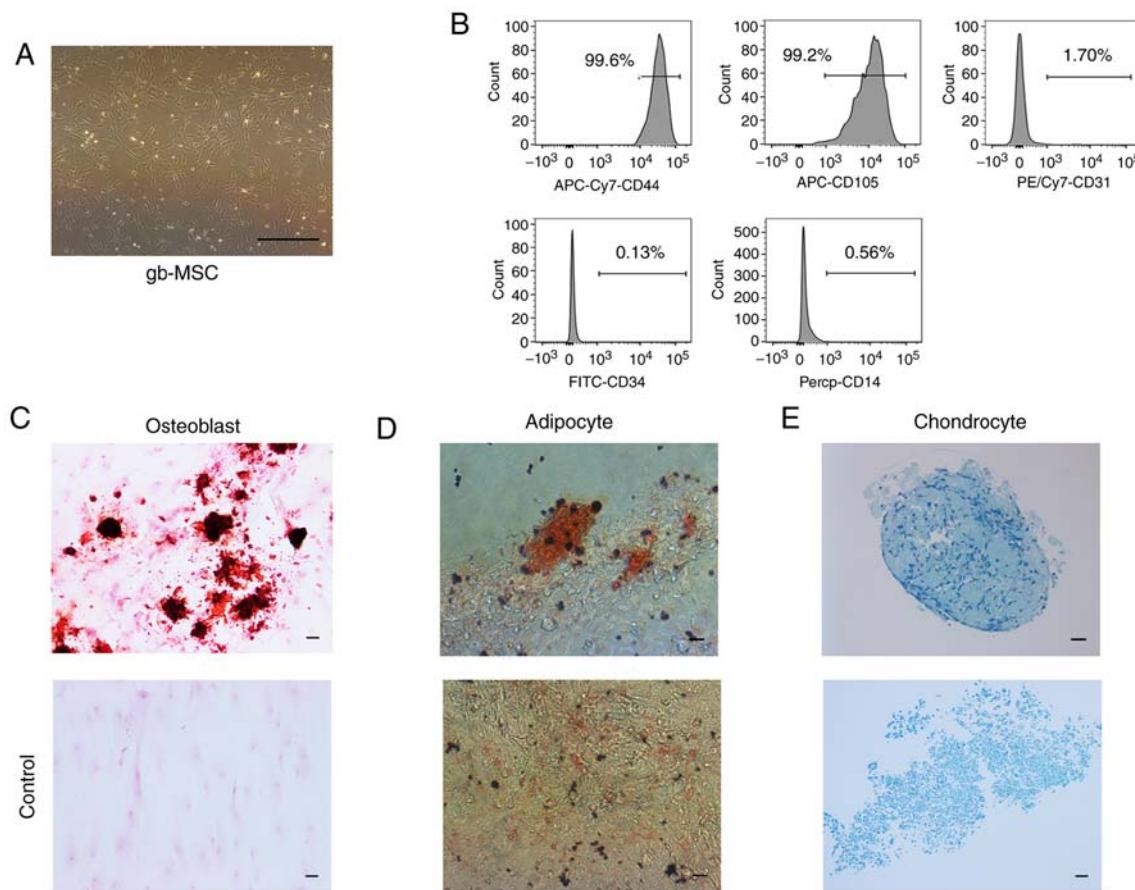 A
gb-MSC
B
Count
100
80
60
40
20
0
99.6%
−10³ 0 10³ 10⁴ 10⁵
APC-Cy7-CD44
Count
100
80
60
40
20
0
99.2%
−10³ 0 10³ 10⁴ 10⁵
APC-CD105
Count
100
80
60
40
20
0
1.70%
−10³ 0 10³ 10⁴ 10⁵
PE/Cy7-CD31
Count
100
80
60
40
20
0
0.13%
−10³ 0 10³ 10⁴ 10⁵
FITC-CD34
Count
500
400
300
200
100
0
0.56%
−10³ 0 10³ 10⁴ 10⁵
Percp-CD14
C
Osteoblast
D
Adipocyte
E
Chondrocyte
Control